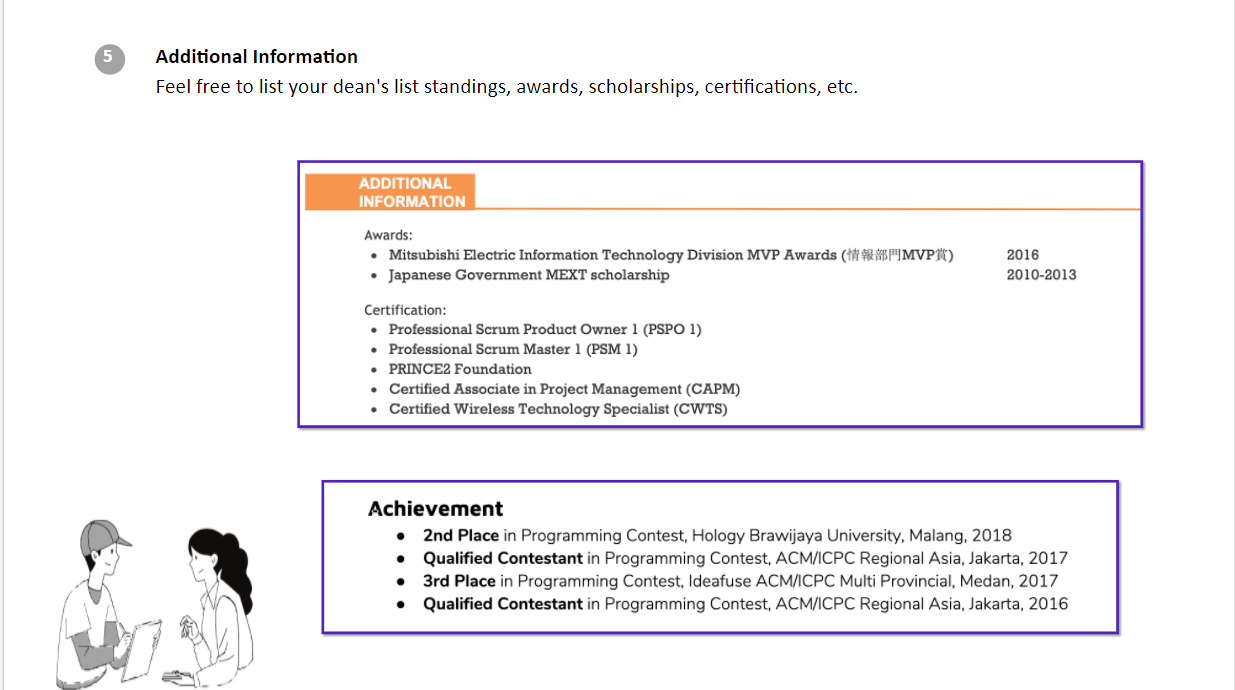 5
Additional Information
Feel free to list your dean's list standings, awards, scholarships, certifications, etc.
ADDITIONAL
INFORMATION
Awards:
• Mitsubishi Electric Information Technology Division MVP Awards (情報部門MVP賞) 2016
• Japanese Government MEXT scholarship 2010-2013
Certification:
• Professional Scrum Product Owner 1 (PSPO 1)
• Professional Scrum Master 1 (PSM 1)
• PRINCE2 Foundation
• Certified Associate in Project Management (CAPM)
• Certified Wireless Technology Specialist (CWTS)
Achievement
• 2nd Place in Programming Contest, Hology Brawijaya University, Malang, 2018
• Qualified Contestant in Programming Contest, ACM/ICPC Regional Asia, Jakarta, 2017
• 3rd Place in Programming Contest, Ideafuse ACM/ICPC Multi Provincial, Medan, 2017
• Qualified Contestant in Programming Contest, ACM/ICPC Regional Asia, Jakarta, 2016